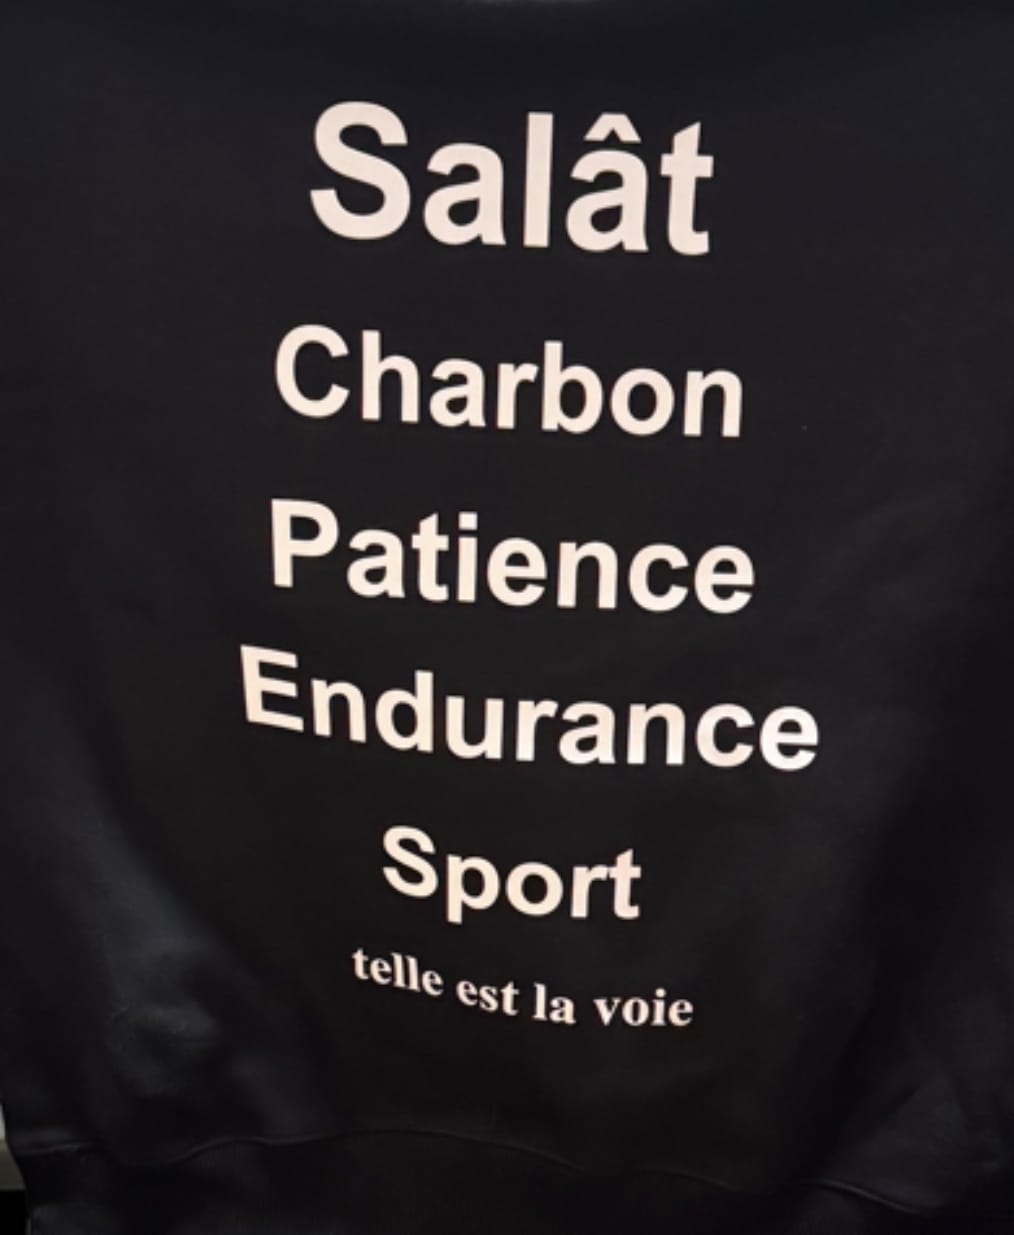 Salât
Charbon
Patience
Endurance
Sport
telle est la voie